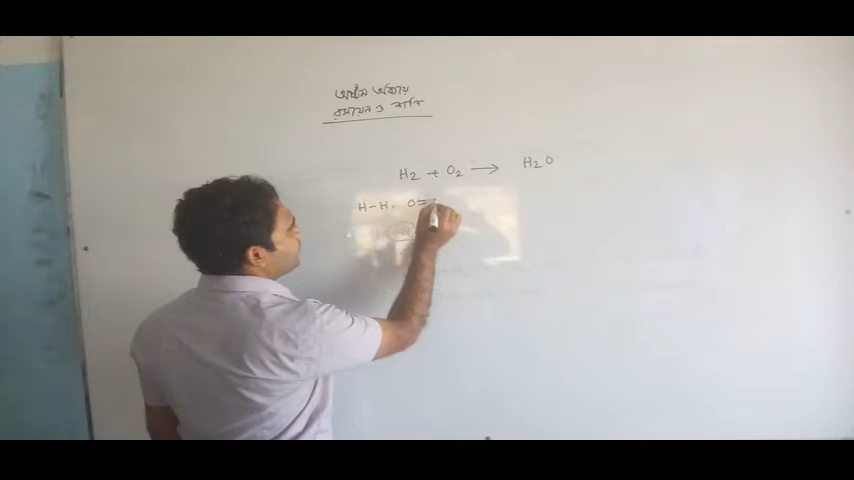 অষ্টম অধ্যায়
রসায়ন ও শক্তি
H₂ + O₂ → H₂O
H-H. O=